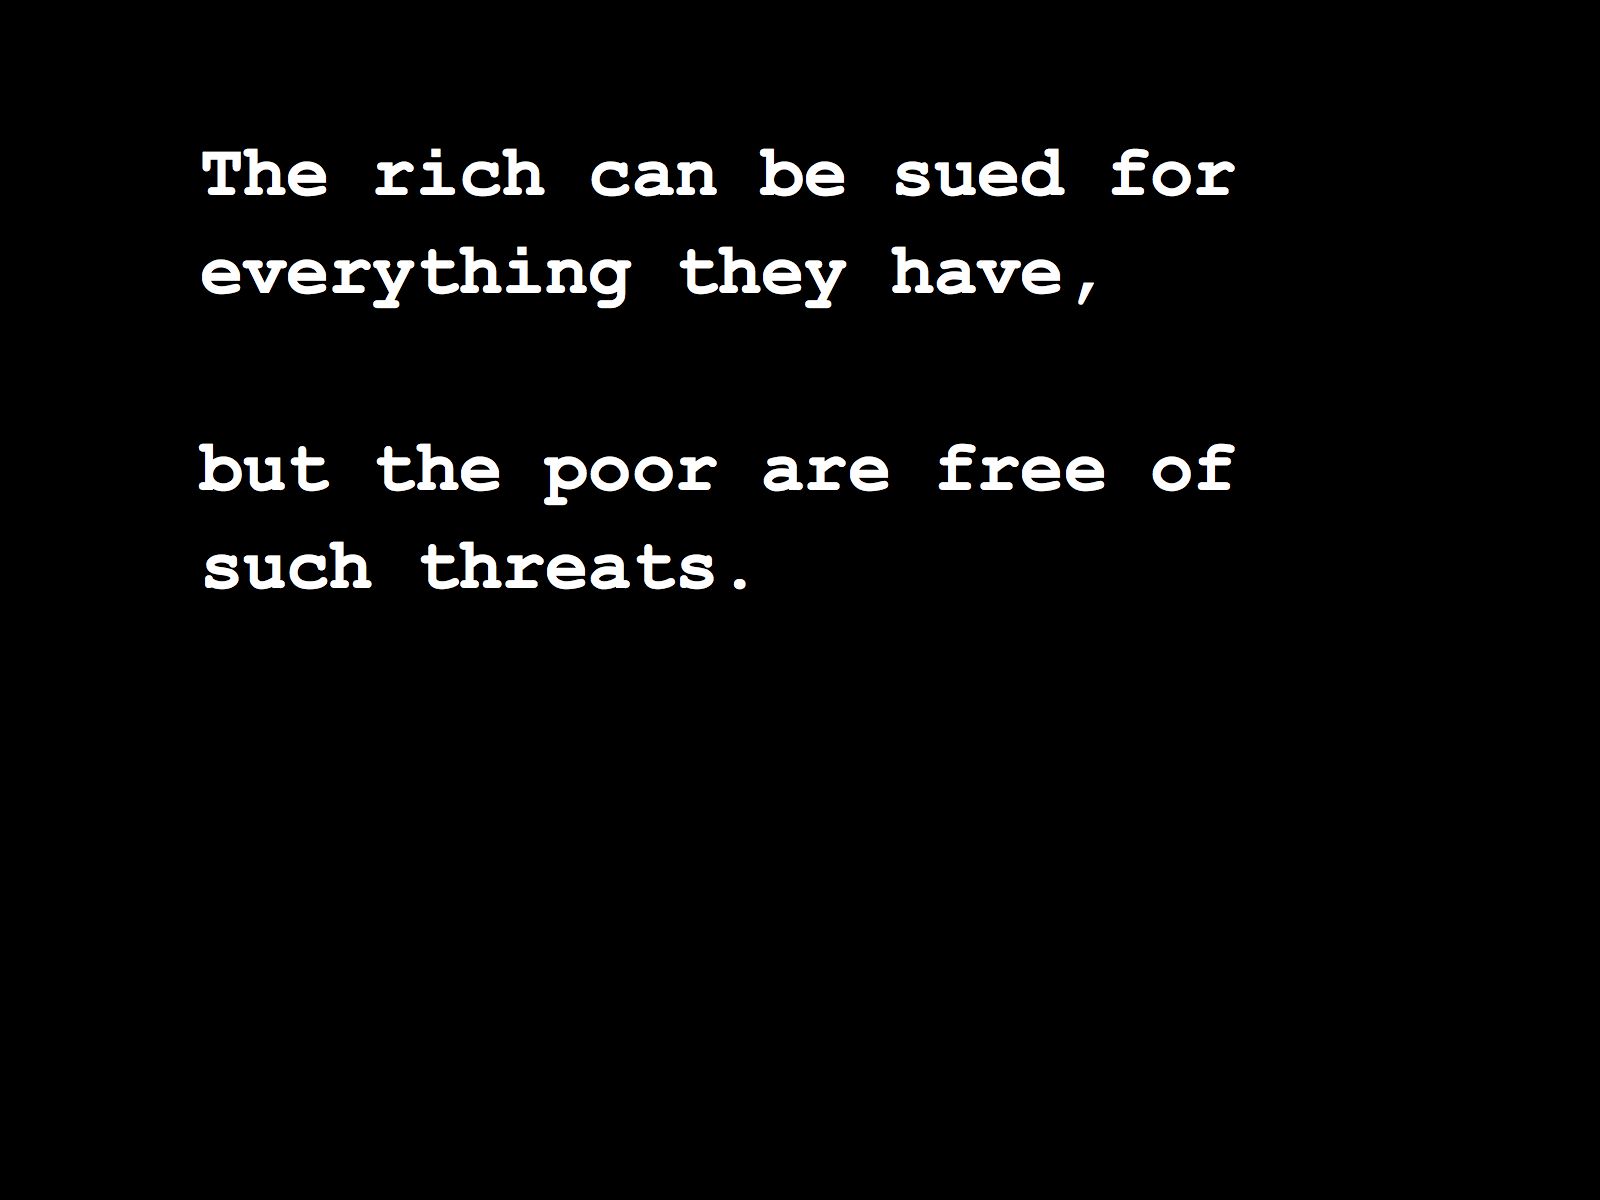 The rich can be sued for
everything they have,
but the poor are free of
such threats.